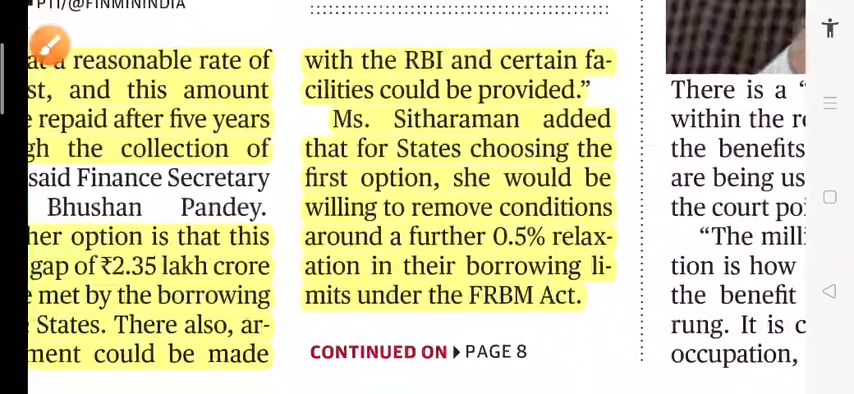 PTI/@FINMININDIA
at a reasonable rate of
st, and this amount
e repaid after five years
gh the collection of
said Finance Secretary
Bhushan Pandey.
her option is that this
gap of ₹2.35 lakh crore
e met by the borrowing
States. There also, ar-
ment could be made
with the RBI and certain fa-
cilities could be provided.”
Ms. Sitharaman added
that for States choosing the
first option, she would be
willing to remove conditions
around a further 0.5% relax-
ation in their borrowing li-
mits under the FRBM Act.
CONTINUED ON PAGE 8
There is a “
within the re
the benefits
are being us
the court poi
“The milli
tion is how
the benefit
rung. It is c
occupation,